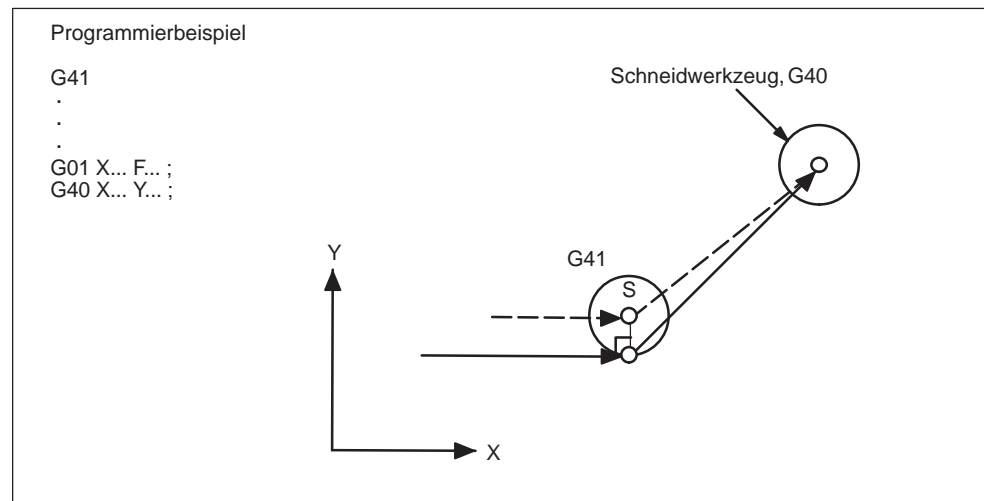 Programmierbeispiel
G41
.
.
.
G01 X... F... ;
G40 X... Y... ;
Schneidwerkzeug, G40
Y
G41
S
X